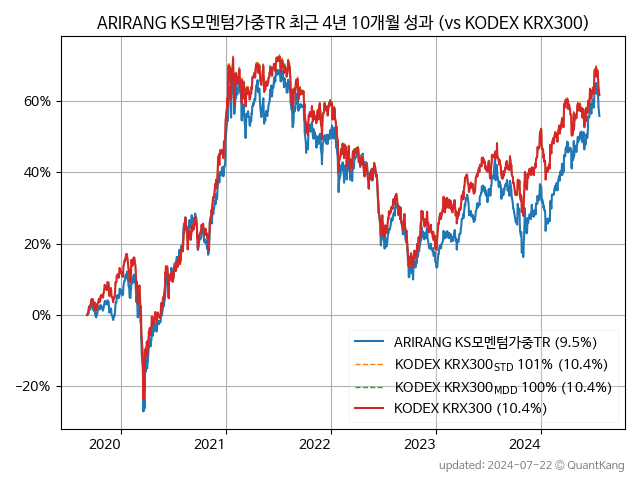 ARIRANG KS모멘텀가중TR 최근 4년 10개월 성과 (vs KODEX KRX300)
60%
40%
20%
0%
−20%
ARIRANG KS모멘텀가중TR (9.5%)
KODEX KRX300STD 101% (10.4%)
KODEX KRX300MDD 100% (10.4%)
KODEX KRX300 (10.4%)
2020 2021 2022 2023 2024
updated: 2024-07-22 © QuantKang